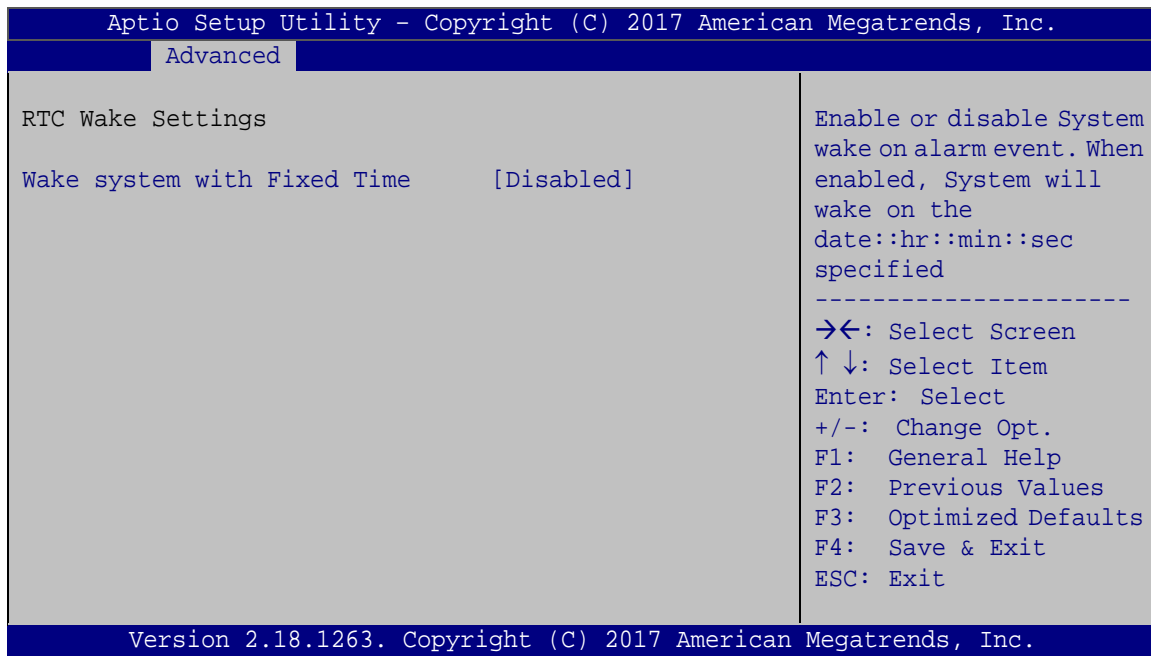 Aptio Setup Utility – Copyright (C) 2017 American Megatrends, Inc.
Advanced
RTC Wake Settings
Wake system with Fixed Time [Disabled]
Enable or disable System
wake on alarm event. When
enabled, System will
wake on the
date::hr::min::sec
specified
----------------------
→←: Select Screen
↑ ↓: Select Item
Enter: Select
+/-: Change Opt.
F1: General Help
F2: Previous Values
F3: Optimized Defaults
F4: Save & Exit
ESC: Exit
Version 2.18.1263. Copyright (C) 2017 American Megatrends, Inc.